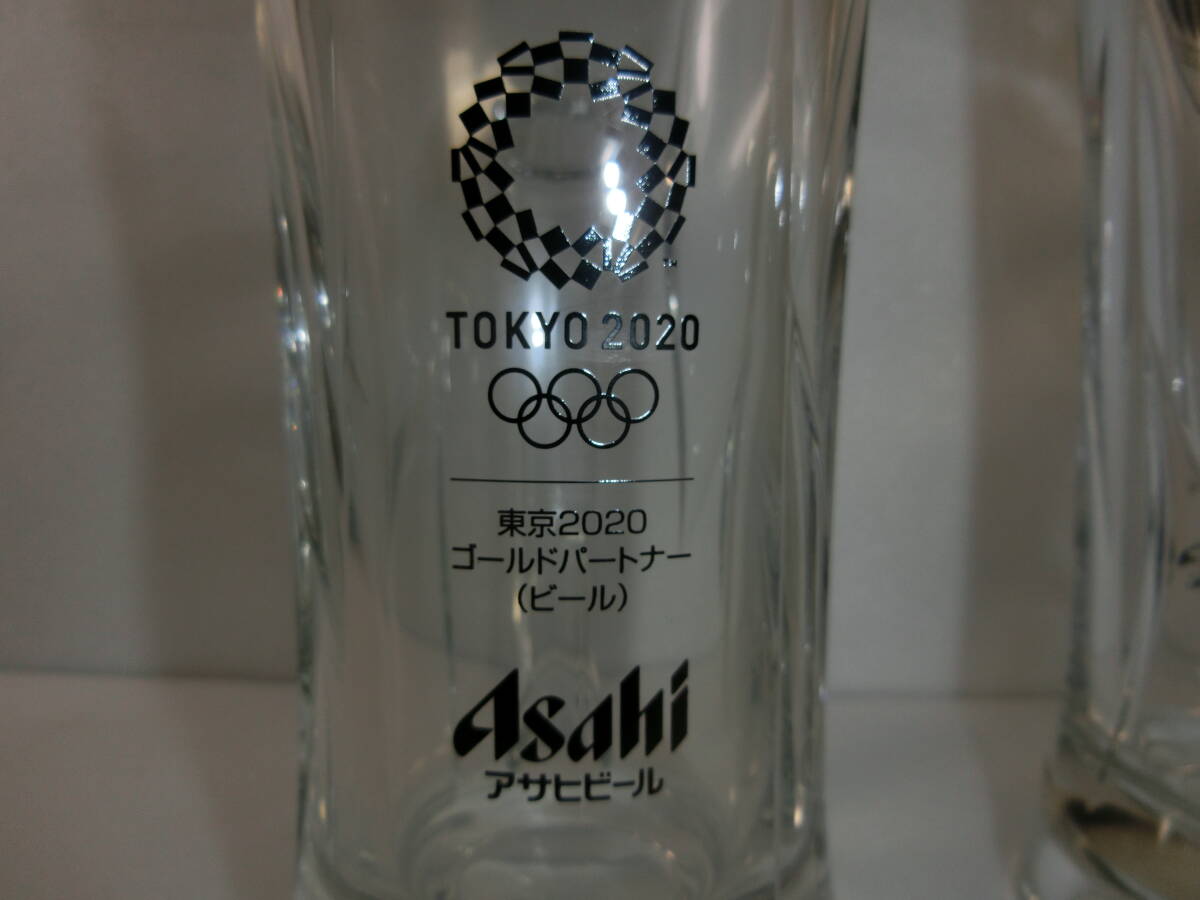 TOKYO 2020
東京2020
ゴールドパートナー
（ビール）
Asahi
アサヒビール